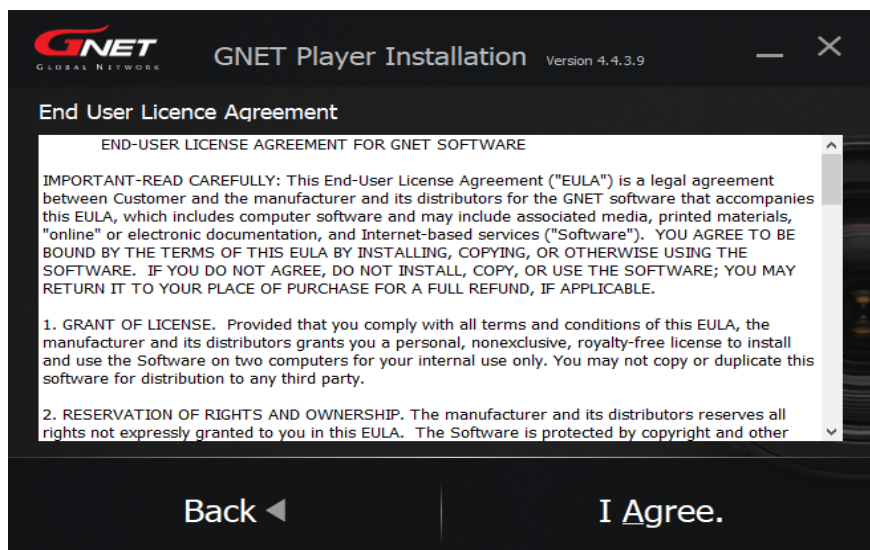 GNET
GLOBAL NETWORK
GNET Player Installation Version 4.4.3.9
End User Licence Agreement
END-USER LICENSE AGREEMENT FOR GNET SOFTWARE
IMPORTANT-READ CAREFULLY: This End-User License Agreement ("EULA") is a legal agreement
between Customer and the manufacturer and its distributors for the GNET software that accompanies
this EULA, which includes computer software and may include associated media, printed materials,
"online" or electronic documentation, and Internet-based services ("Software"). YOU AGREE TO BE
BOUND BY THE TERMS OF THIS EULA BY INSTALLING, COPYING, OR OTHERWISE USING THE
SOFTWARE. IF YOU DO NOT AGREE, DO NOT INSTALL, COPY, OR USE THE SOFTWARE; YOU MAY
RETURN IT TO YOUR PLACE OF PURCHASE FOR A FULL REFUND, IF APPLICABLE.
1. GRANT OF LICENSE. Provided that you comply with all terms and conditions of this EULA, the
manufacturer and its distributors grants you a personal, nonexclusive, royalty-free license to install
and use the Software on two computers for your internal use only. You may not copy or duplicate this
software for distribution to any third party.
2. RESERVATION OF RIGHTS AND OWNERSHIP. The manufacturer and its distributors reserves all
rights not expressly granted to you in this EULA. The Software is protected by copyright and other
Back
I Agree.